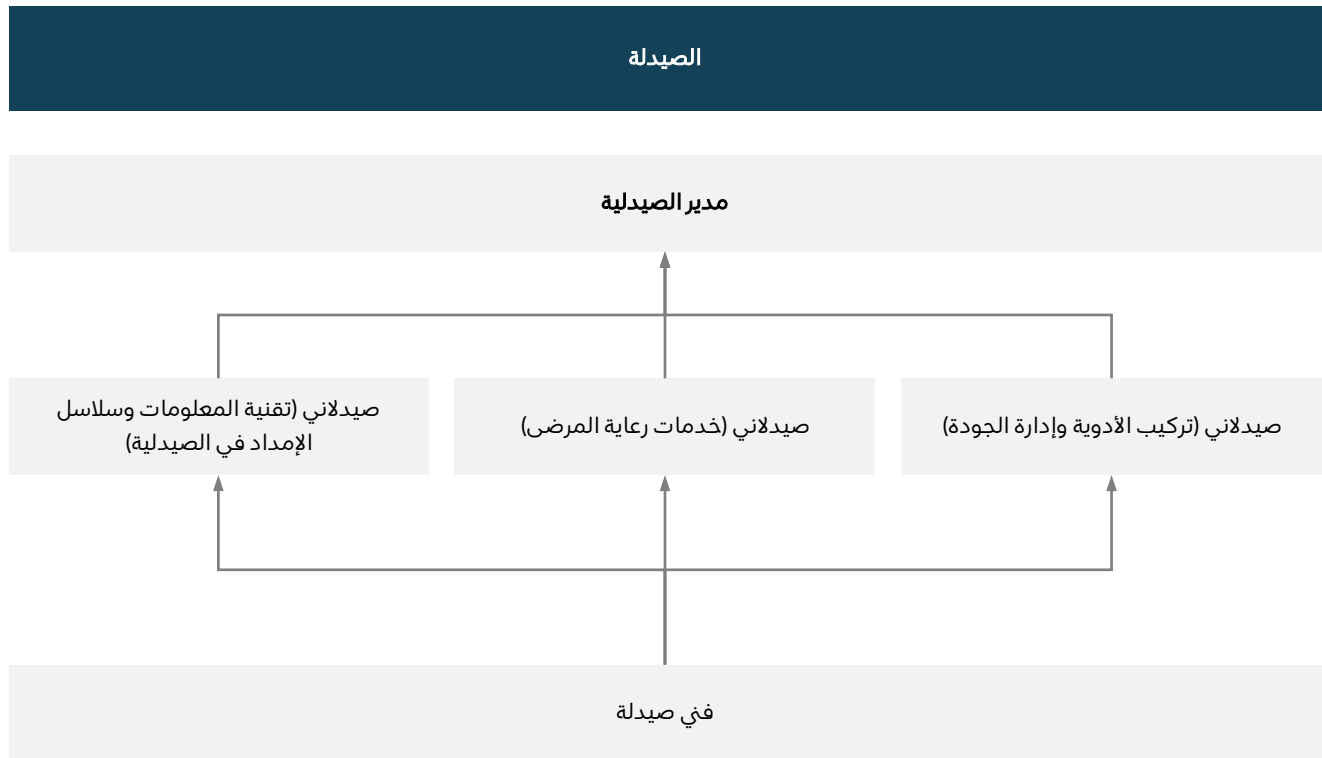 الصيدلة
مدير الصيدلية
صيدلاني (تركيب الأدوية وإدارة الجودة)
صيدلاني (خدمات رعاية المرضى)
صيدلاني (تقنية المعلومات وسلاسل
الإمداد في الصيدلية)
فني صيدلة